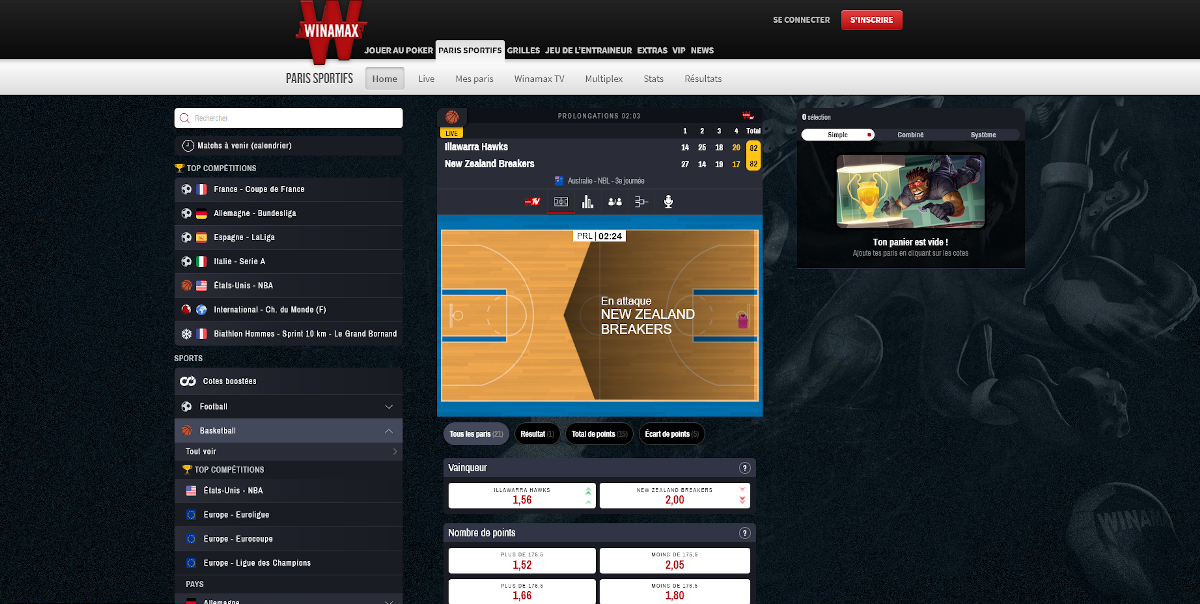 WINAMAX
SE CONNECTER
S'INSCRIRE
JOUER AU POKER
PARIS SPORTIFS
GRILLES
JEU DE L'ENTRAINEUR
EXTRAS
VIP
NEWS
PARIS SPORTIFS
Home
Live
Mes paris
Winamax TV
Multiplex
Stats
Résultats
Rechercher
Matchs à venir (calendrier)
TOP COMPÉTITIONS
France - Coupe de France
Allemagne - Bundesliga
Espagne - LaLiga
Italie - Serie A
États-Unis - NBA
International - Ch. du Monde (F)
Biathlon Hommes - Sprint 10 km - Le Grand Bornand
SPORTS
Cotes boostées
Football
Basketball
Tout voir
TOP COMPÉTITIONS
États-Unis - NBA
Europe - Euroligue
Europe - Eurocoupe
Europe - Ligue des Champions
PAYS
Allemagne
PROLONGATIONS 02:03
LIVE
1 2 3 4 Total
Illawarra Hawks 14 25 18 20 82
New Zealand Breakers 27 14 19 17 82
Australie - NBL - 3e journée
TV
PRL 02:24
En attaque
NEW ZEALAND
BREAKERS
Tous les paris (21)
Résultat (1)
Total de points (15)
Écart de points (5)
Vainqueur ?
ILLAWARRA HAWKS
1,56
NEW ZEALAND BREAKERS
2,00
Nombre de points ?
PLUS DE 175,5
1,52
MOINS DE 175,5
2,05
PLUS DE 176,5
1,66
MOINS DE 176,5
1,80
0 sélection
Simple
Combiné
Système
Ton panier est vide !
Ajoute tes paris en cliquant sur les cotes
WINAMAX